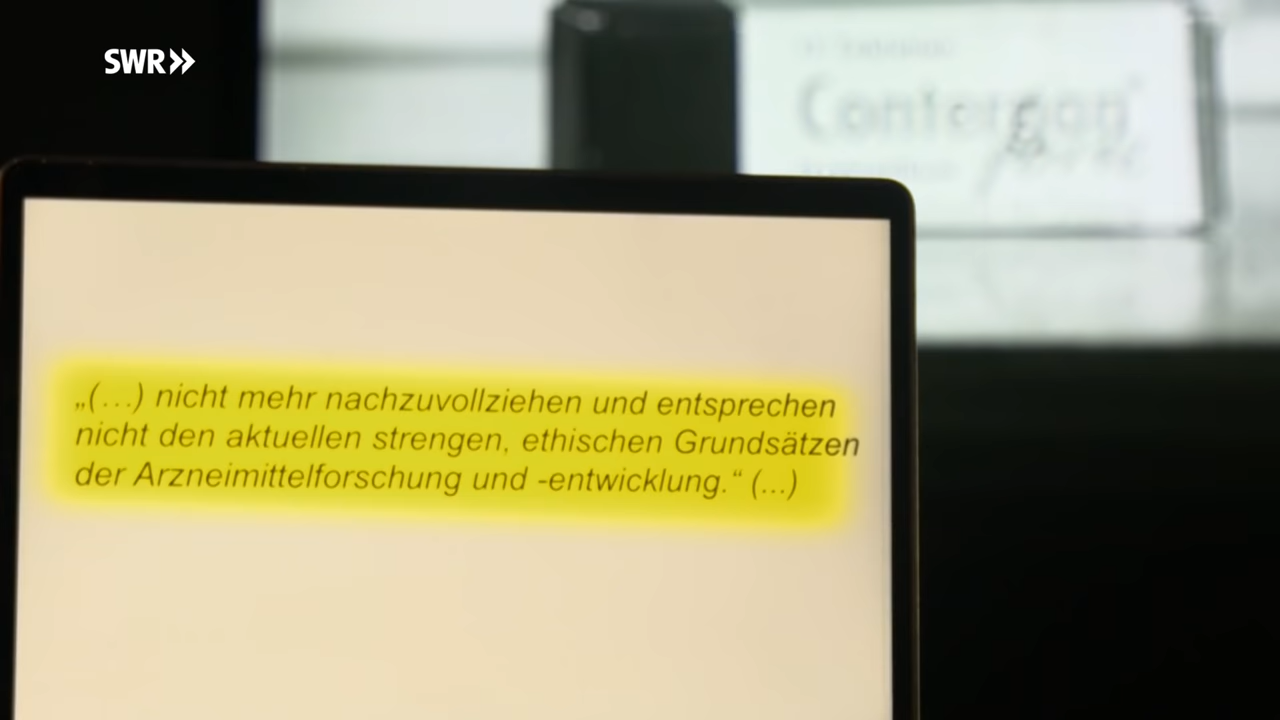 SWR»
Contergan
„(…) nicht mehr nachzuvollziehen und entsprechen
nicht den aktuellen strengen, ethischen Grundsätzen
der Arzneimittelforschung und -entwicklung.“ (...)